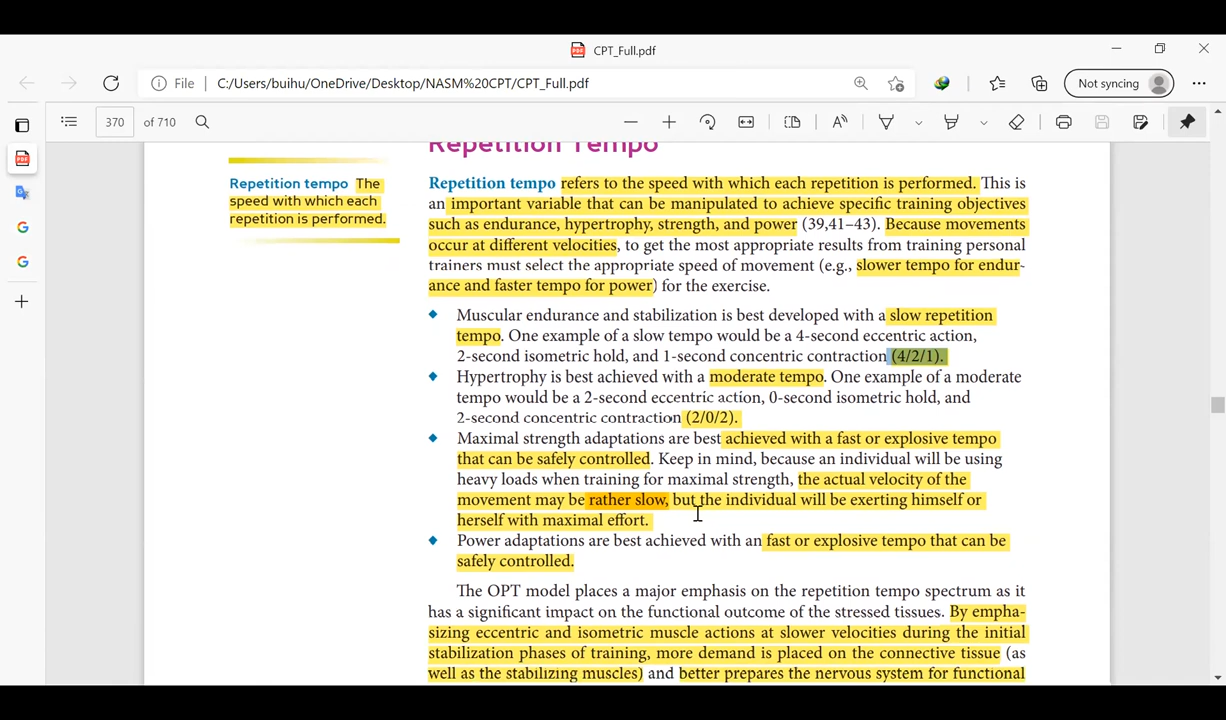 CPT_Full.pdf
File
C:/Users/buihu/OneDrive/Desktop/NASM%20CPT/CPT_Full.pdf
Not syncing
370 of 710
Repetition Tempo
Repetition tempo The
speed with which each
repetition is performed.
Repetition tempo refers to the speed with which each repetition is performed. This is
an important variable that can be manipulated to achieve specific training objectives
such as endurance, hypertrophy, strength, and power (39,41–43). Because movements
occur at different velocities, to get the most appropriate results from training personal
trainers must select the appropriate speed of movement (e.g., slower tempo for endur-
ance and faster tempo for power) for the exercise.
◆ Muscular endurance and stabilization is best developed with a slow repetition
tempo. One example of a slow tempo would be a 4-second eccentric action,
2-second isometric hold, and 1-second concentric contraction (4/2/1).
◆ Hypertrophy is best achieved with a moderate tempo. One example of a moderate
tempo would be a 2-second eccentric action, 0-second isometric hold, and
2-second concentric contraction (2/0/2).
◆ Maximal strength adaptations are best achieved with a fast or explosive tempo
that can be safely controlled. Keep in mind, because an individual will be using
heavy loads when training for maximal strength, the actual velocity of the
movement may be rather slow, but the individual will be exerting himself or
herself with maximal effort.
◆ Power adaptations are best achieved with an fast or explosive tempo that can be
safely controlled.
The OPT model places a major emphasis on the repetition tempo spectrum as it
has a significant impact on the functional outcome of the stressed tissues. By empha-
sizing eccentric and isometric muscle actions at slower velocities during the initial
stabilization phases of training, more demand is placed on the connective tissue (as
well as the stabilizing muscles) and better prepares the nervous system for functional